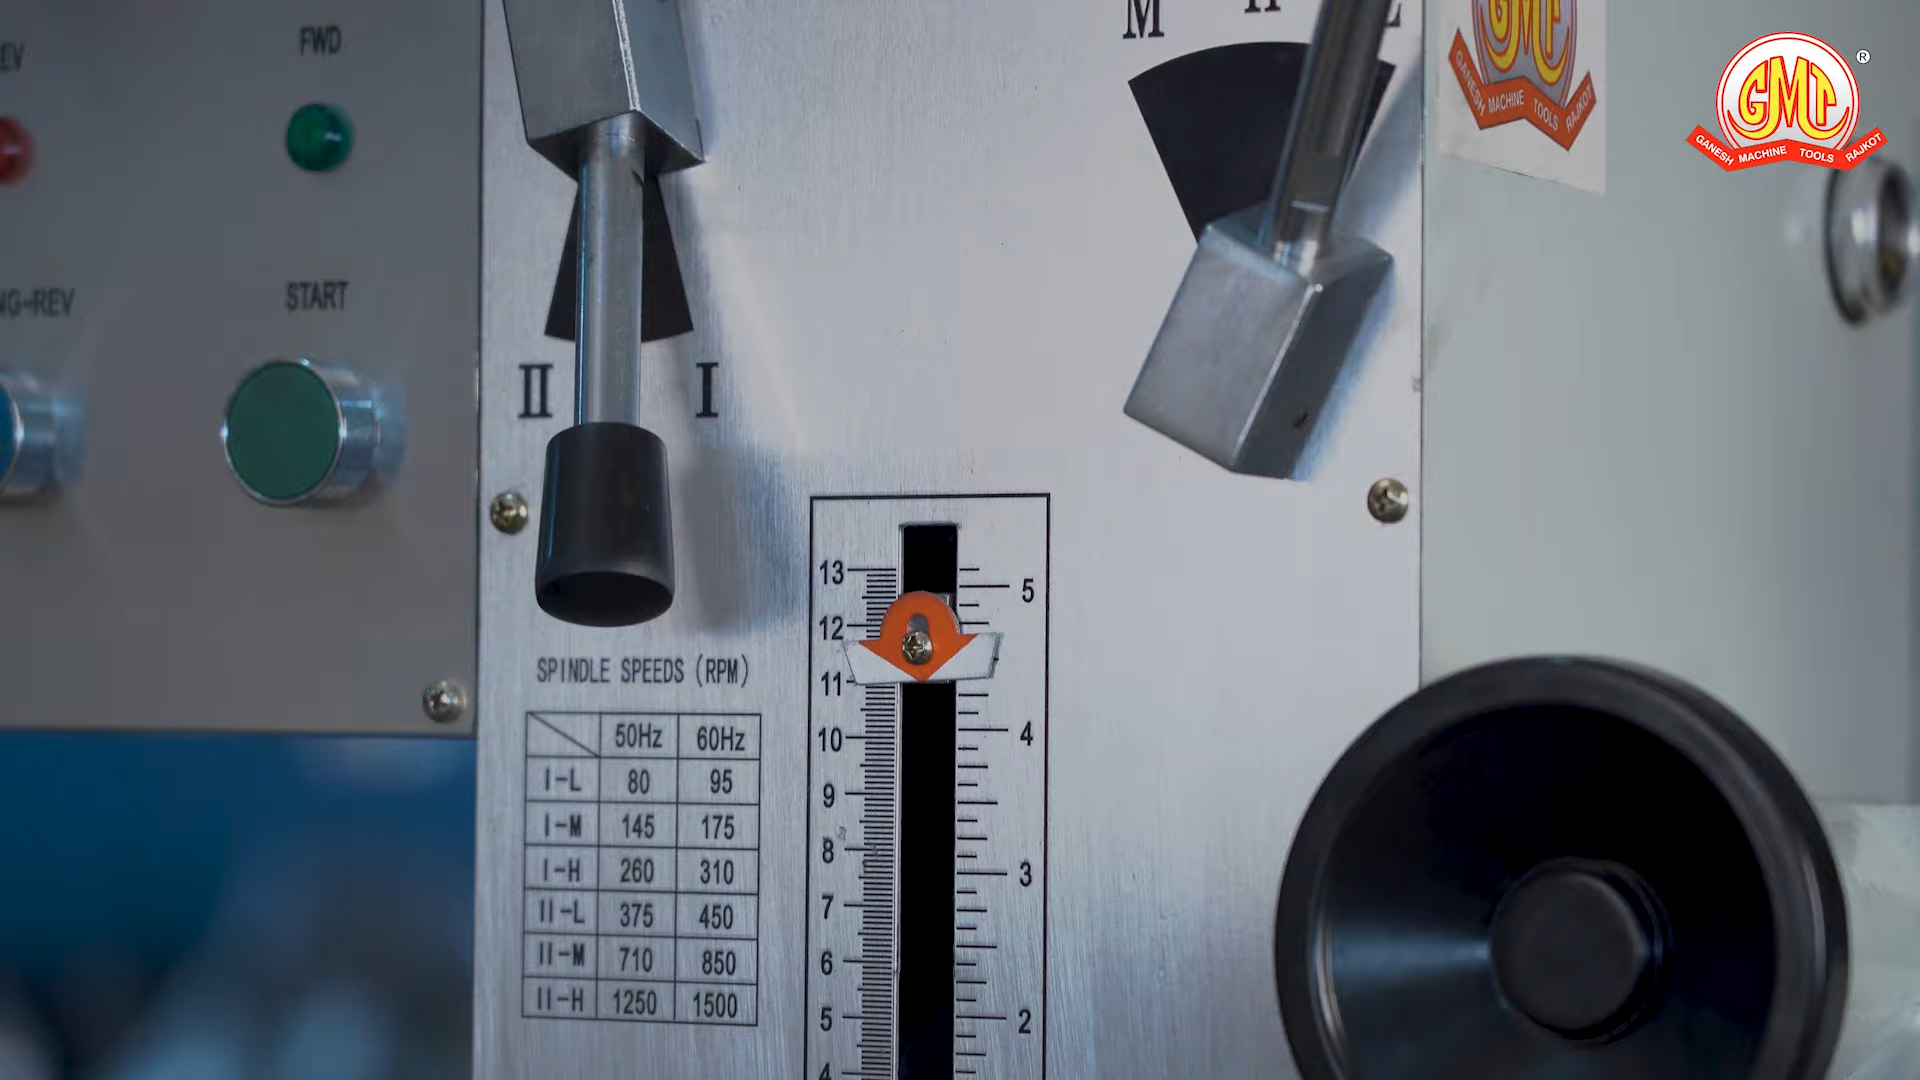 FWD
START
II
I
M
H
L
GMT
GANESH MACHINE TOOLS RAJKOT
GMT ®
GANESH MACHINE TOOLS RAJKOT
SPINDLE SPEEDS (RPM)
50Hz 60Hz
I-L 80 95
I-M 145 175
I-H 260 310
II-L 375 450
II-M 710 850
II-H 1250 1500
13
12
11
10
9
8
7
6
5
4
5
4
3
2